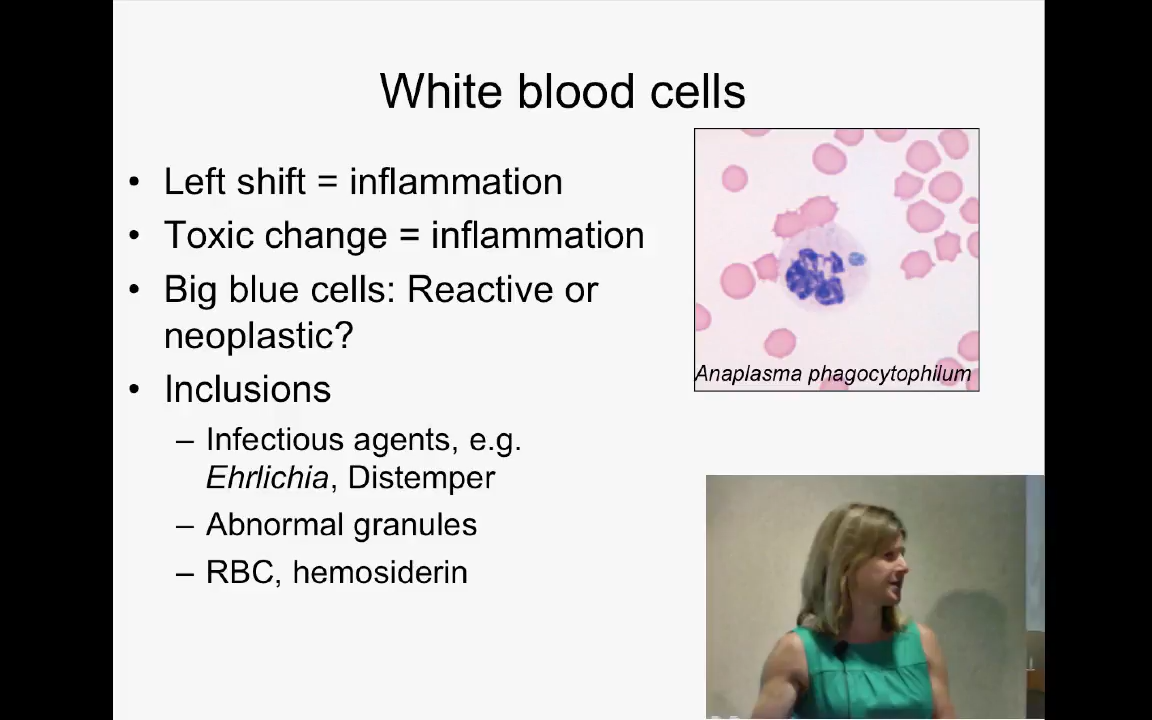 White blood cells
• Left shift = inflammation
• Toxic change = inflammation
• Big blue cells: Reactive or
neoplastic?
• Inclusions
– Infectious agents, e.g.
Ehrlichia, Distemper
– Abnormal granules
– RBC, hemosiderin
Anaplasma phagocytophilum